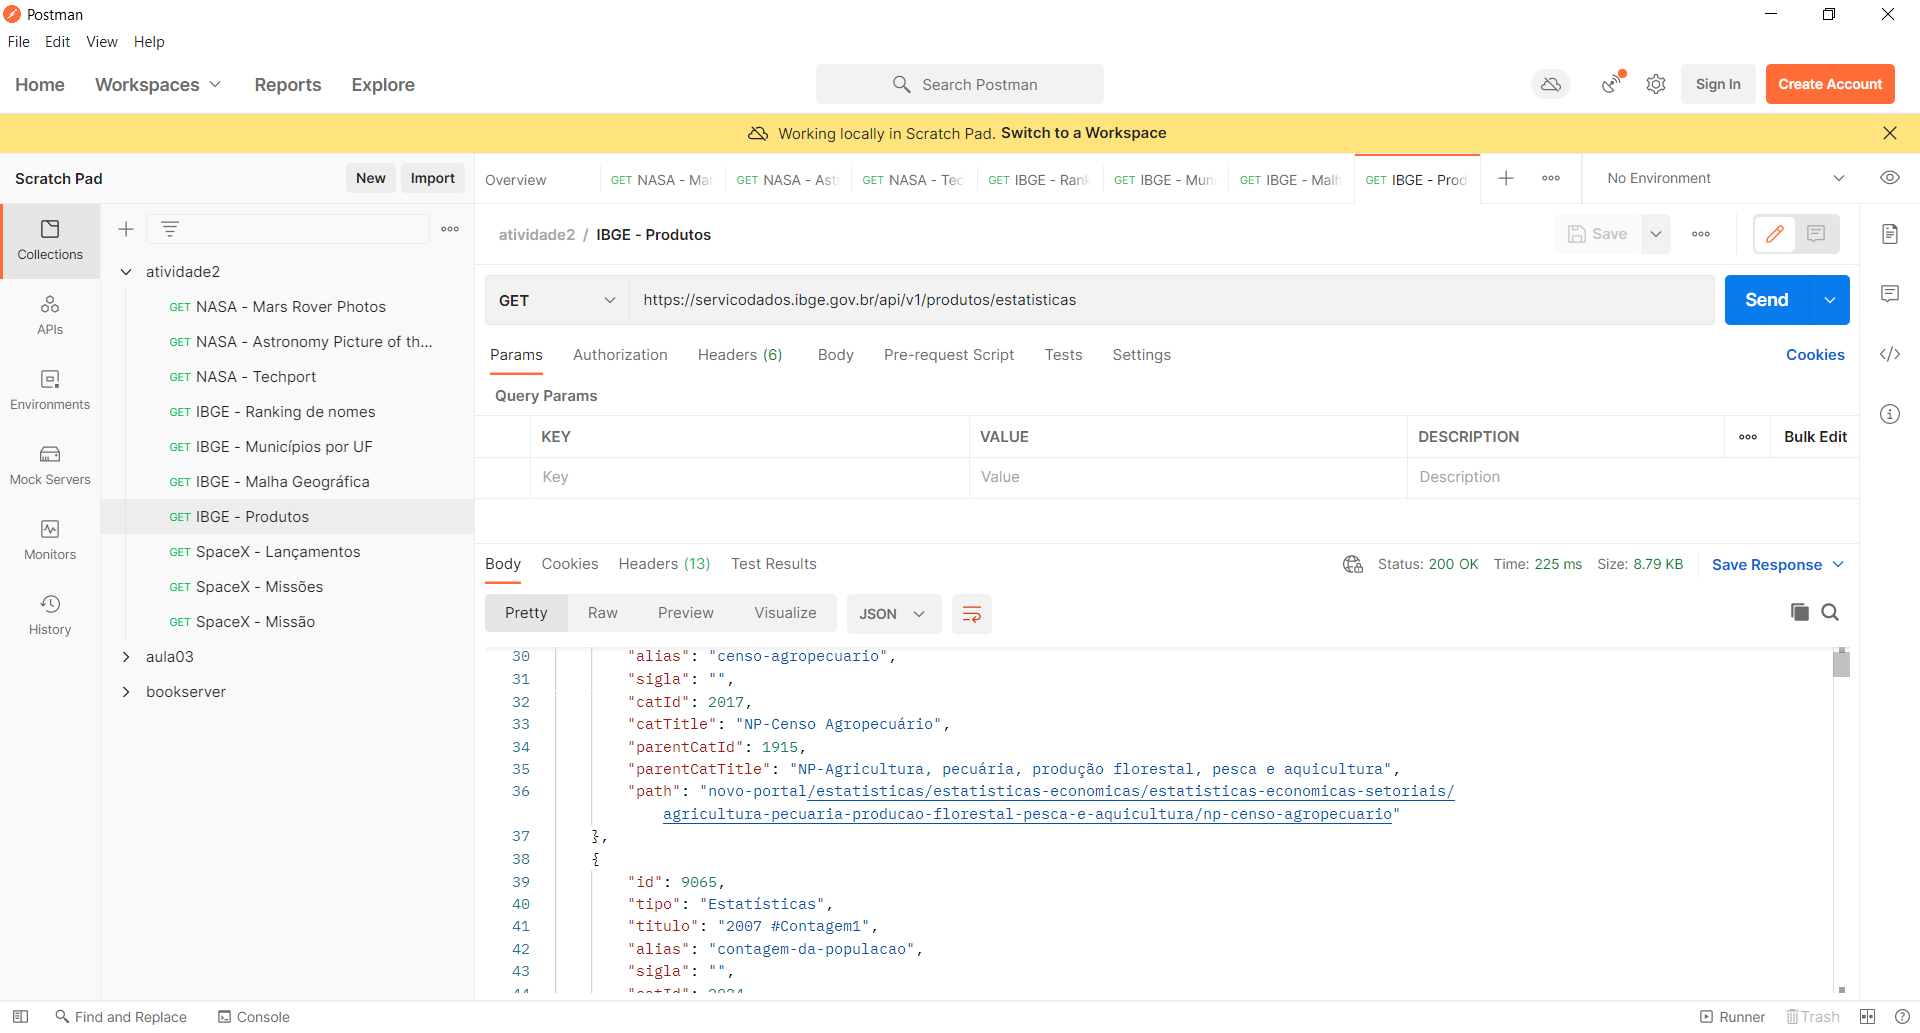 Postman
File Edit View Help
Home Workspaces Reports Explore Search Postman Sign In Create Account
Working locally in Scratch Pad. Switch to a Workspace
Scratch Pad New Import
Overview GET NASA - Mar GET NASA - Ast GET NASA - Tec GET IBGE - Rank GET IBGE - Muni GET IBGE - Malh GET IBGE - Prod No Environment
Collections
APIs
Environments
Mock Servers
Monitors
History
atividade2
GET NASA - Mars Rover Photos
GET NASA - Astronomy Picture of th...
GET NASA - Techport
GET IBGE - Ranking de nomes
GET IBGE - Municípios por UF
GET IBGE - Malha Geográfica
GET IBGE - Produtos
GET SpaceX - Lançamentos
GET SpaceX - Missões
GET SpaceX - Missão
aula03
bookserver
atividade2 / IBGE - Produtos Save
GET https://servicodados.ibge.gov.br/api/v1/produtos/estatisticas Send
Params Authorization Headers (6) Body Pre-request Script Tests Settings Cookies
Query Params
KEY VALUE DESCRIPTION Bulk Edit
Key Value Description
Body Cookies Headers (13) Test Results Status: 200 OK Time: 225 ms Size: 8.79 KB Save Response
Pretty Raw Preview Visualize JSON
30 "alias": "censo-agropecuario",
31 "sigla": "",
32 "catId": 2017,
33 "catTitle": "NP-Censo Agropecuário",
34 "parentCatId": 1915,
35 "parentCatTitle": "NP-Agricultura, pecuária, produção florestal, pesca e aquicultura",
36 "path": "novo-portal/estatisticas/estatisticas-economicas/estatisticas-economicas-setoriais/
agricultura-pecuaria-producao-florestal-pesca-e-aquicultura/np-censo-agropecuario"
37 },
38 {
39 "id": 9065,
40 "tipo": "Estatísticas",
41 "titulo": "2007 #Contagem1",
42 "alias": "contagem-da-populacao",
43 "sigla": "",
44 "catId": 2024
Find and Replace Console Runner Trash